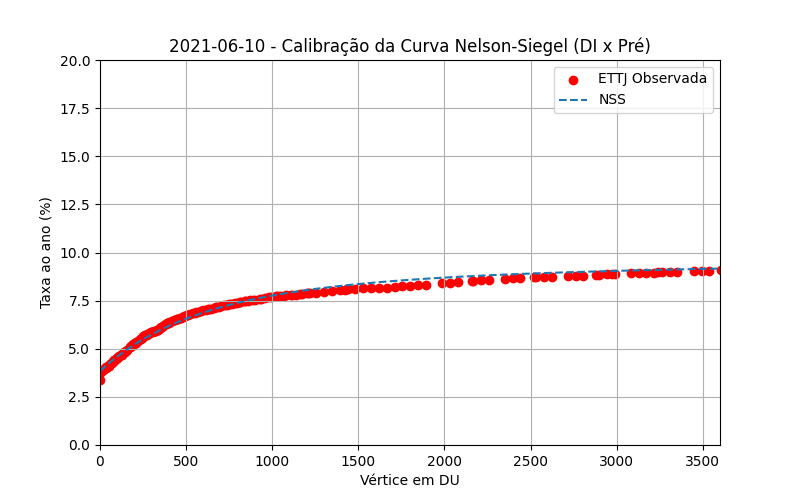 2021-06-10 - Calibração da Curva Nelson-Siegel (DI x Pré)
20.0
17.5
15.0
12.5
10.0
7.5
5.0
2.5
0.0
Taxa ao ano (%)
ETTJ Observada
NSS
0 500 1000 1500 2000 2500 3000 3500
Vértice em DU